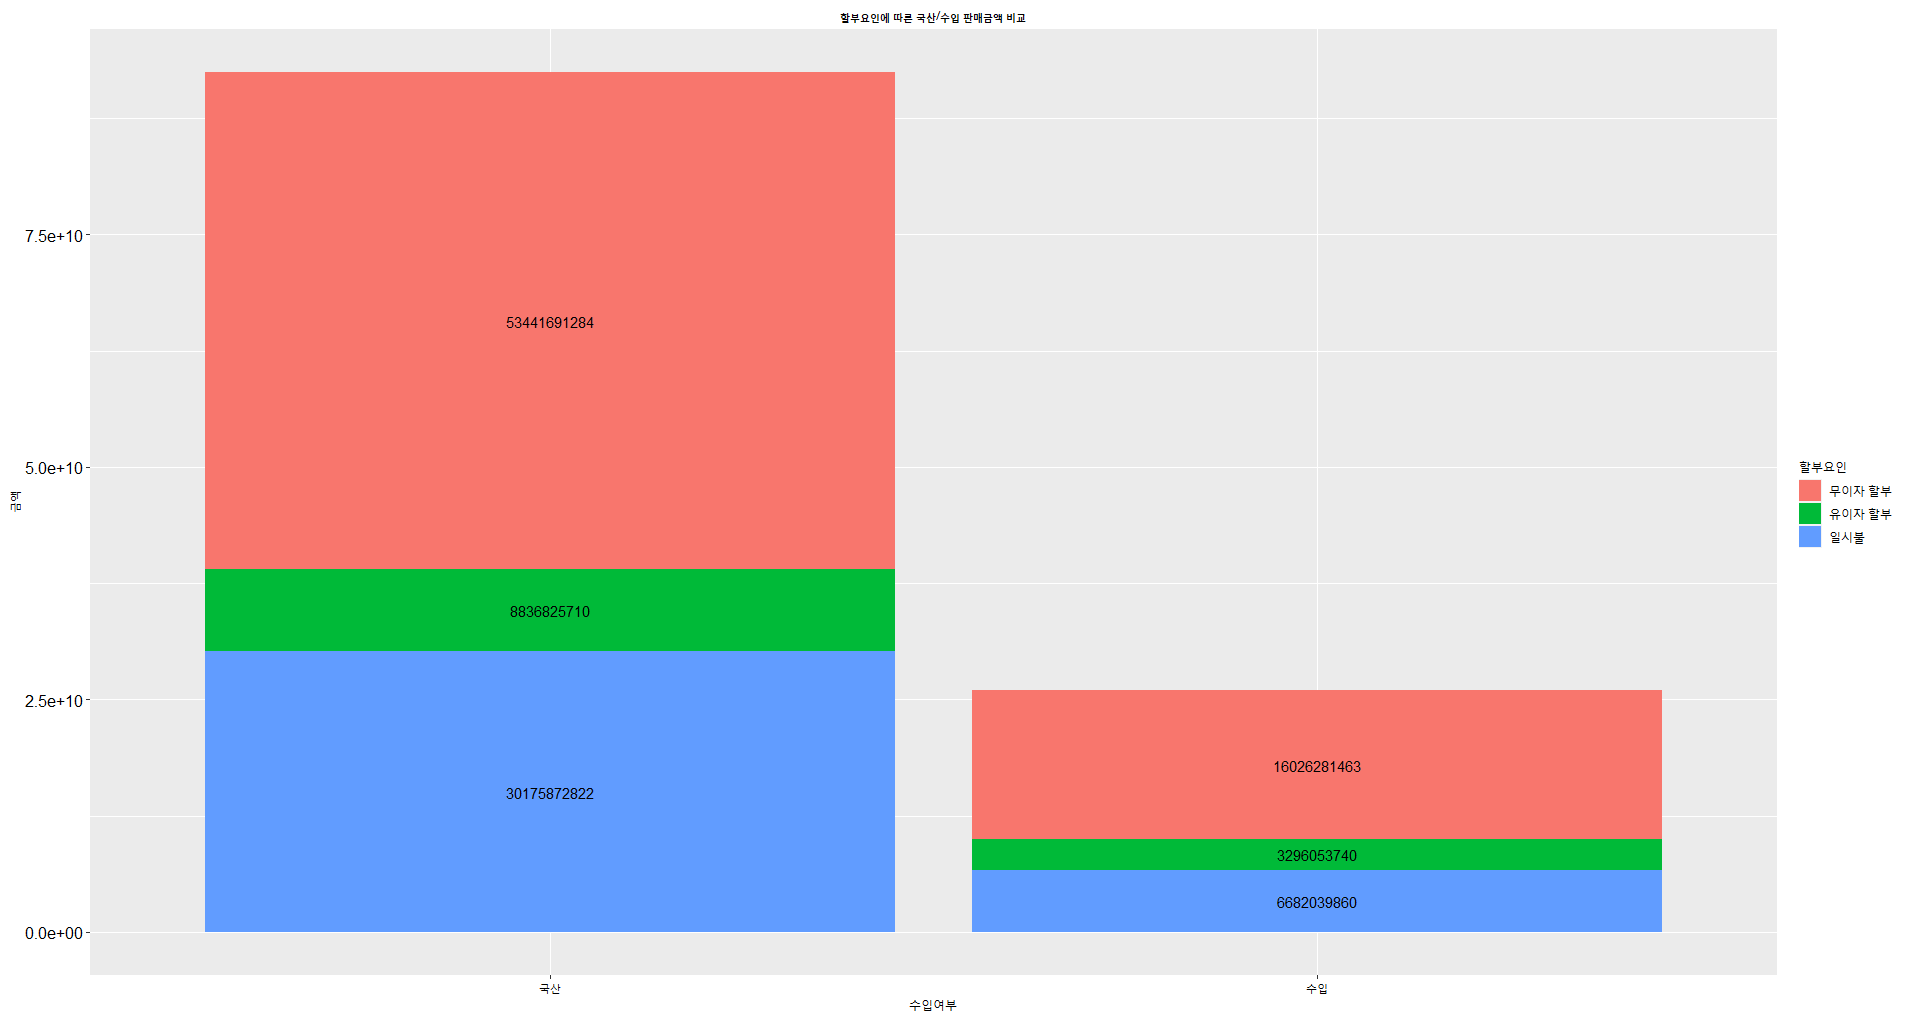 할부요인에 따른 국산/수입 판매금액 비교
금액
7.5e+10
5.0e+10
2.5e+10
0.0e+00
53441691284
8836825710
30175872822
16026281463
3296053740
6682039860
국산
수입
수입여부
할부요인
무이자 할부
유이자 할부
일시불